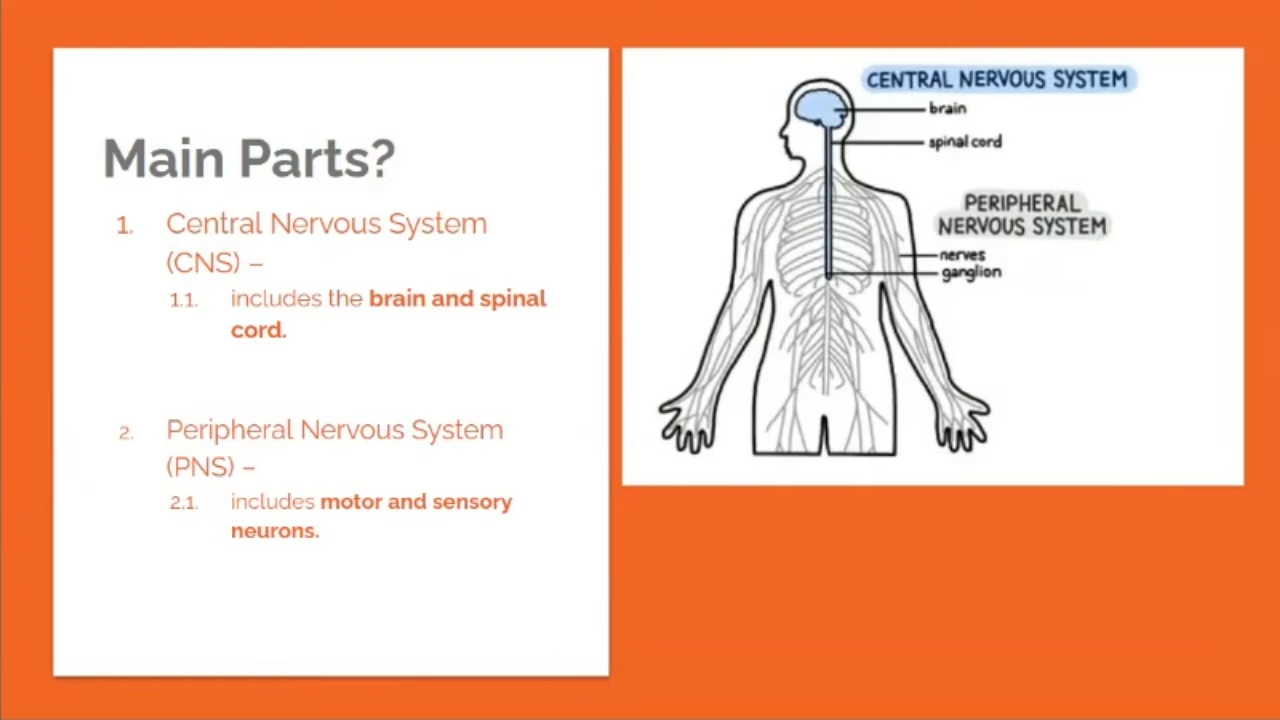 Main Parts?
1. Central Nervous System
(CNS) –
1.1. includes the brain and spinal
cord.
2. Peripheral Nervous System
(PNS) –
2.1. includes motor and sensory
neurons.
CENTRAL NERVOUS SYSTEM
brain
spinal cord
PERIPHERAL
NERVOUS SYSTEM
nerves
ganglion